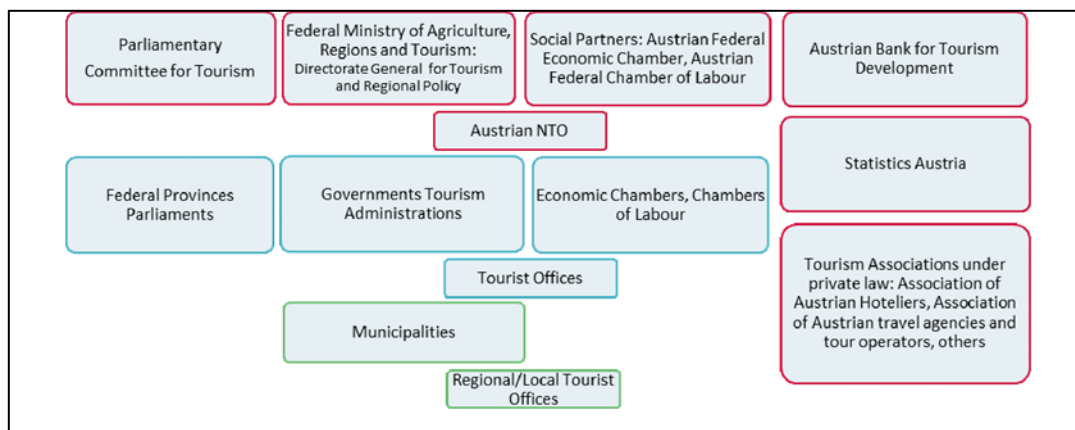 Parliamentary
Committee for Tourism
Federal Ministry of Agriculture,
Regions and Tourism:
Directorate General for Tourism
and Regional Policy
Social Partners: Austrian Federal
Economic Chamber, Austrian
Federal Chamber of Labour
Austrian Bank for Tourism
Development
Austrian NTO
Statistics Austria
Federal Provinces
Parliaments
Governments Tourism
Administrations
Economic Chambers, Chambers
of Labour
Tourist Offices
Tourism Associations under
private law: Association of
Austrian Hoteliers, Association
of Austrian travel agencies and
tour operators, others
Municipalities
Regional/Local Tourist
Offices